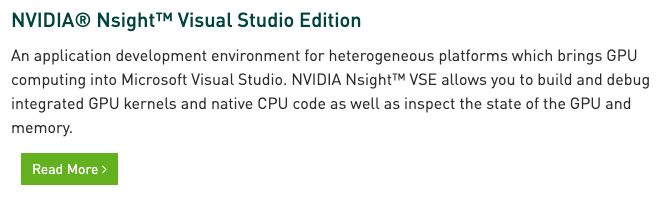 NVIDIA® Nsight™ Visual Studio Edition
An application development environment for heterogeneous platforms which brings GPU
computing into Microsoft Visual Studio. NVIDIA Nsight™ VSE allows you to build and debug
integrated GPU kernels and native CPU code as well as inspect the state of the GPU and
memory.
Read More >